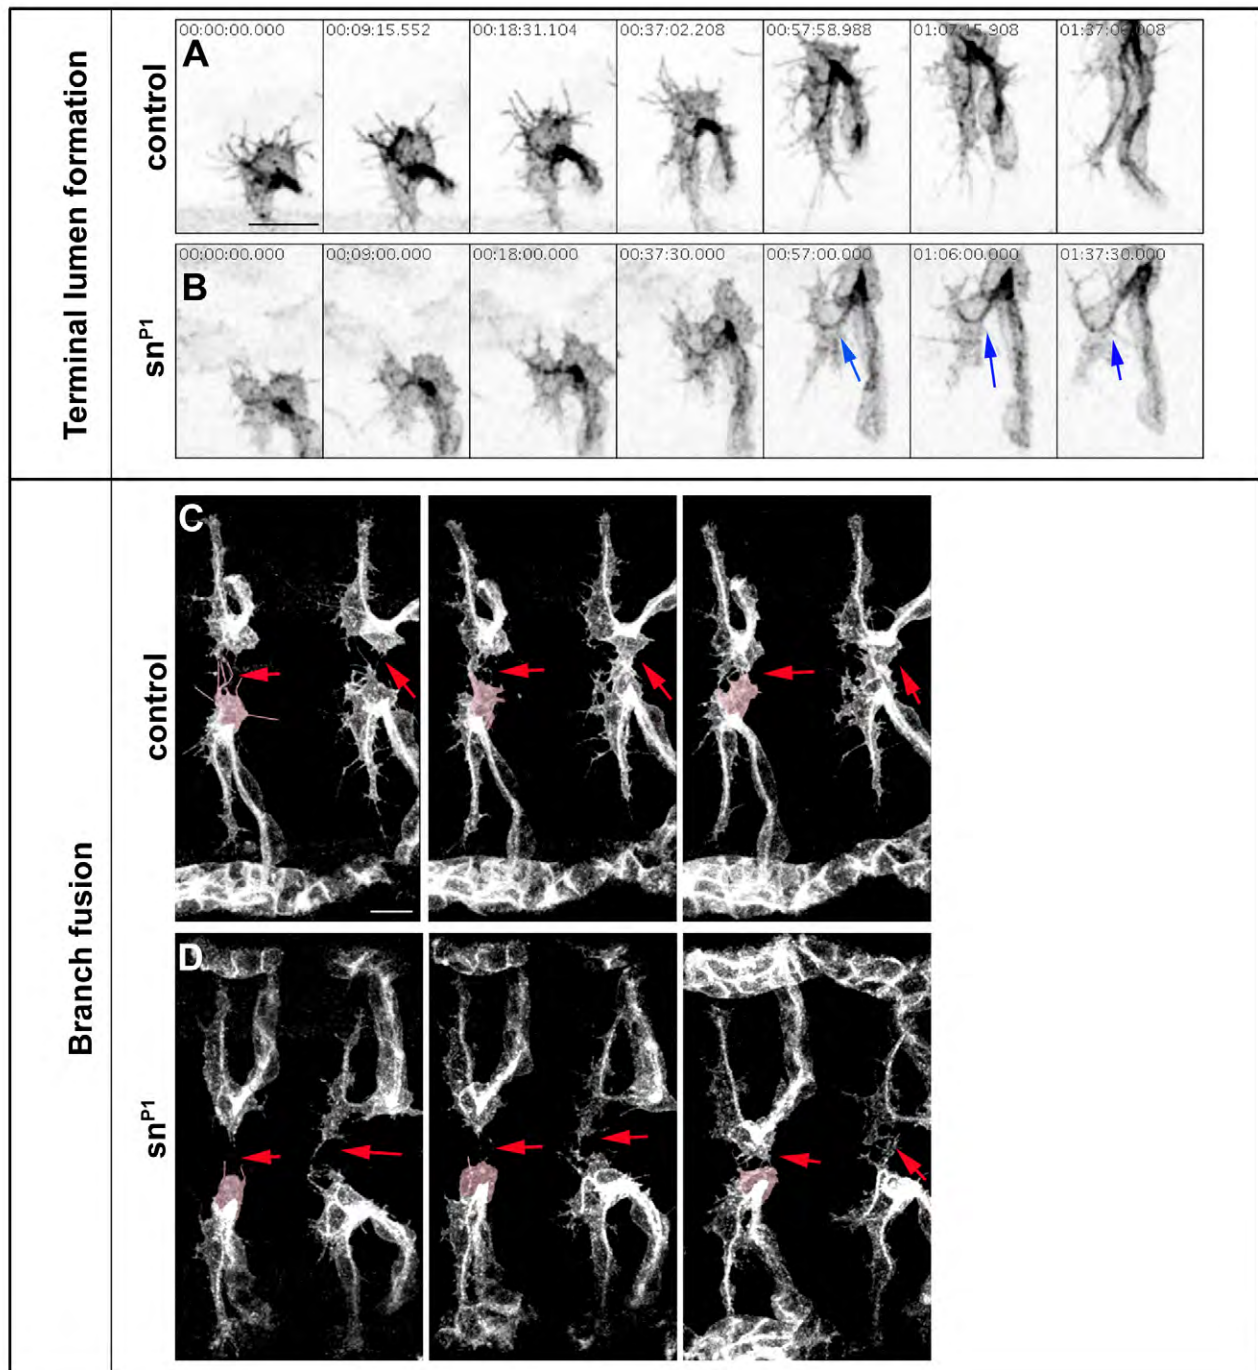 Terminal lumen formation
control
A
00:00:00.000 00:09:15.552 00:18:31.104 00:37:02.208 00:57:58.988
snP1
B
00:00:00.000 00:09:00.000 00:18:00.000 00:37:30.000 00:57:00.000 01:06:00.000 01:37:30.000
Branch fusion
control
C
snP1
D